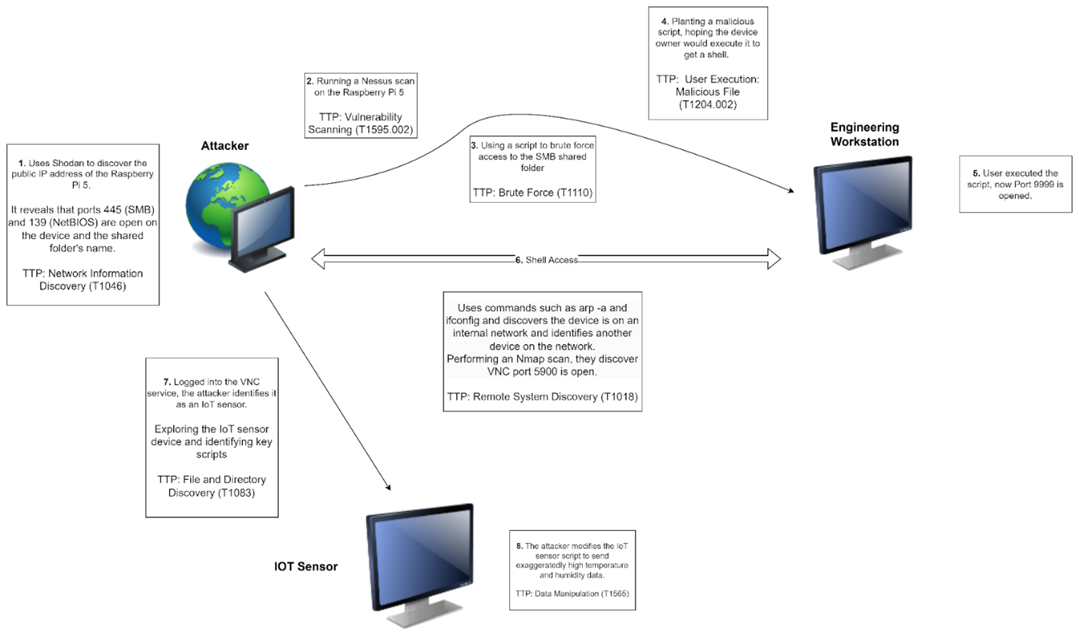 4. Planting a malicious
script, hoping the device
owner would execute it to
get a shell.
TTP: User Execution:
Malicious File
(T1204.002)
2. Running a Nessus scan
on the Raspberry Pi 5
TTP: Vulnerability
Scanning (T1595.002)
Attacker
3. Using a script to brute force
access to the SMB shared
folder
TTP: Brute Force (T1110)
Engineering
Workstation
1. Uses Shodan to discover the
public IP address of the Raspberry
Pi 5.
It reveals that ports 445 (SMB)
and 139 (NetBIOS) are open on
the device and the shared
folder's name.
TTP: Network Information
Discovery (T1046)
5. User executed the
script, now Port 9999 is
opened.
6. Shell Access
Uses commands such as arp -a and
ifconfig and discovers the device is on an
internal network and identifies another
device on the network.
Performing an Nmap scan, they discover
VNC port 5900 is open.
TTP: Remote System Discovery (T1018)
7. Logged into the VNC
service, the attacker identifies it
as an IoT sensor.
Exploring the IoT sensor
device and identifying key
scripts
TTP: File and Directory
Discovery (T1083)
IOT Sensor
8. The attacker modifies the IoT
sensor script to send
exaggeratedly high temperature
and humidity data.
TTP: Data Manipulation (T1565)